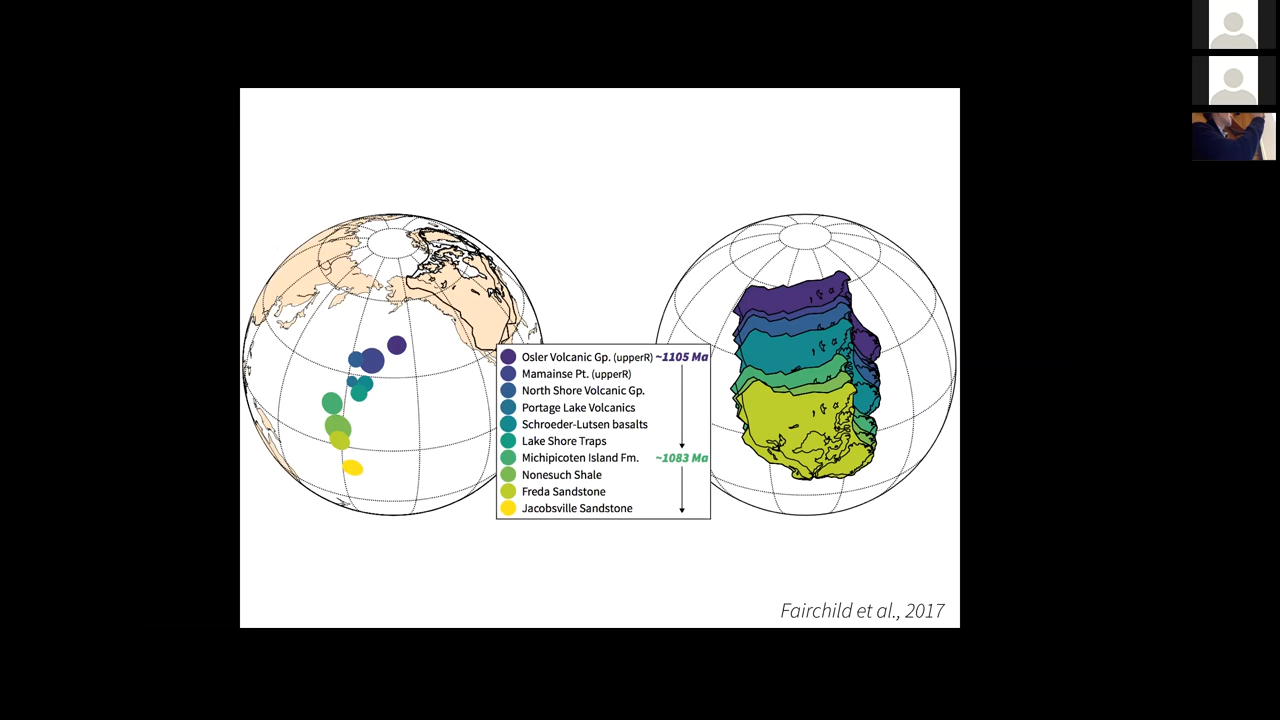 Osler Volcanic Gp. (upperR) ~1105 Ma
Mamainse Pt. (upperR)
North Shore Volcanic Gp.
Portage Lake Volcanics
Schroeder-Lutsen basalts
Lake Shore Traps
Michipicoten Island Fm. ~1083 Ma
Nonesuch Shale
Freda Sandstone
Jacobsville Sandstone
Fairchild et al., 2017